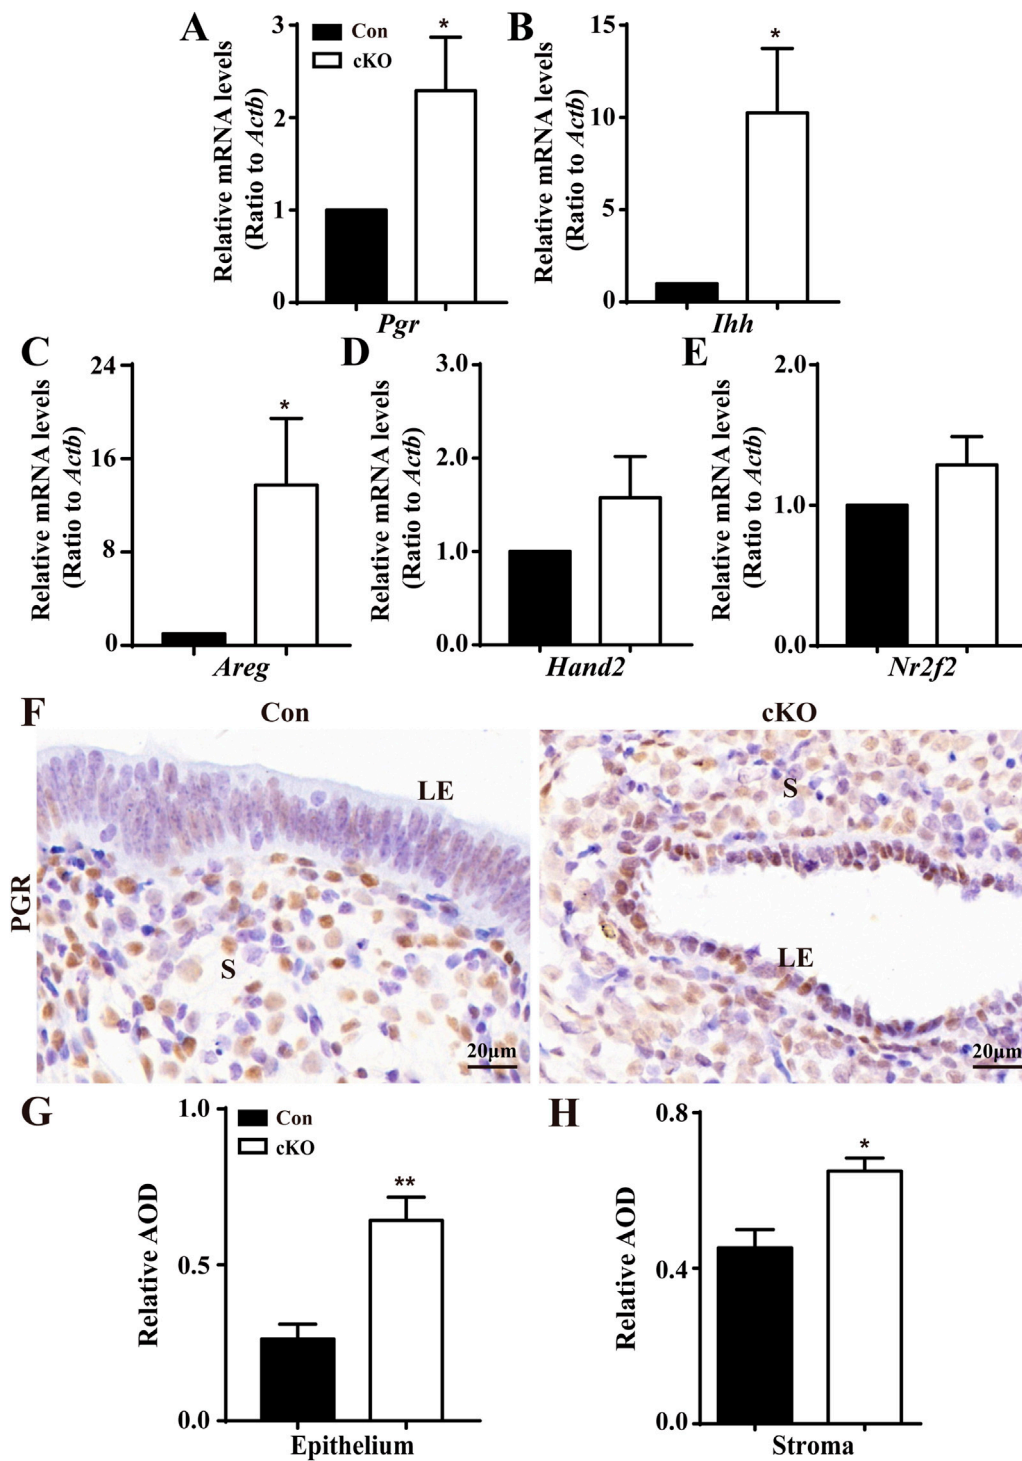 A
Relative mRNA levels
(Ratio to Actb)
3
2
1
0
Con
cKO
*
Pgr
B
Relative mRNA levels
(Ratio to Actb)
15
10
5
0
*
Ihh
C
Relative mRNA levels
(Ratio to Actb)
24
16
8
0
*
Areg
D
Relative mRNA levels
(Ratio to Actb)
3.0
2.0
1.0
0.0
Hand2
E
Relative mRNA levels
(Ratio to Actb)
2.0
1.0
0.0
Nr2f2
F
Con
cKO
PGR
LE
S
20μm
S
LE
20μm
G
Relative AOD
1.0
0.5
0.0
Con
cKO
**
Epithelium
H
Relative AOD
0.8
0.4
0.0
*
Stroma